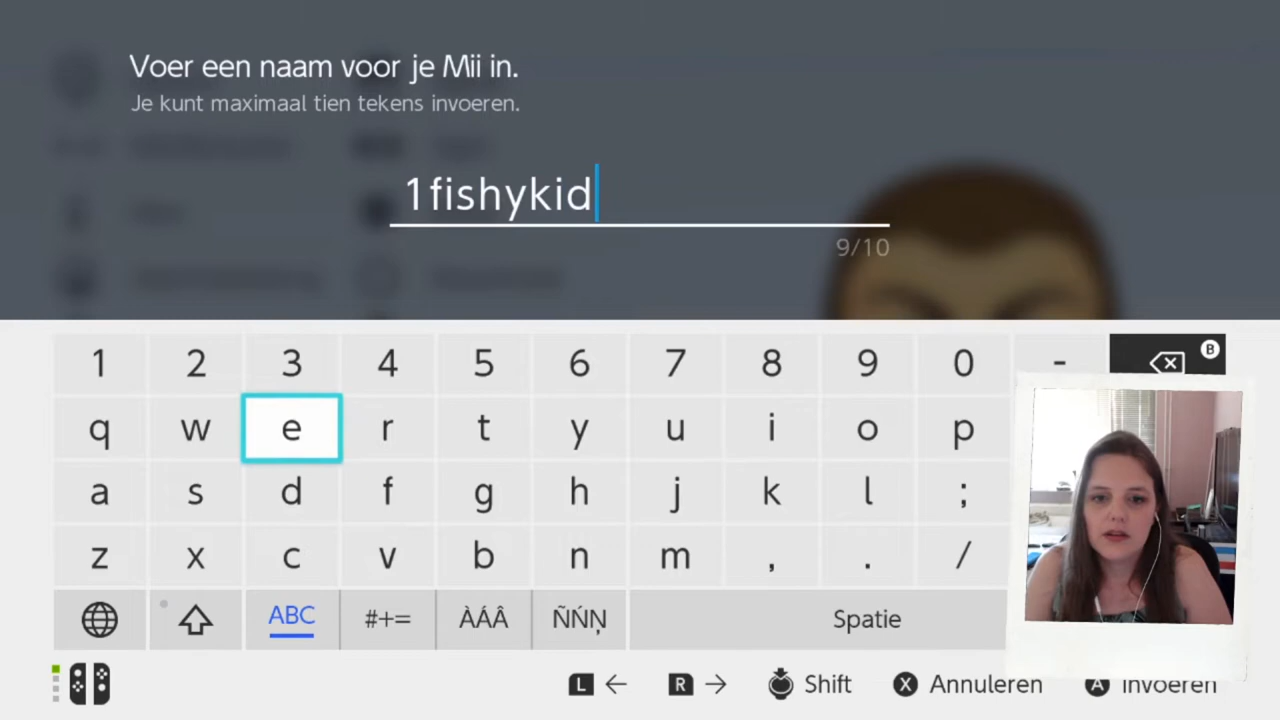 Voer een naam voor je Mii in.
Je kunt maximaal tien tekens invoeren.
1fishykid
9/10
1 2 3 4 5 6 7 8 9 0 -
B
q w e r t y u i o p
a s d f g h j k l ;
z x c v b n m , . /
ABC #+= ÀÁÂ ÑŃŅ Spatie
L ← R → Shift X Annuleren A Invoeren